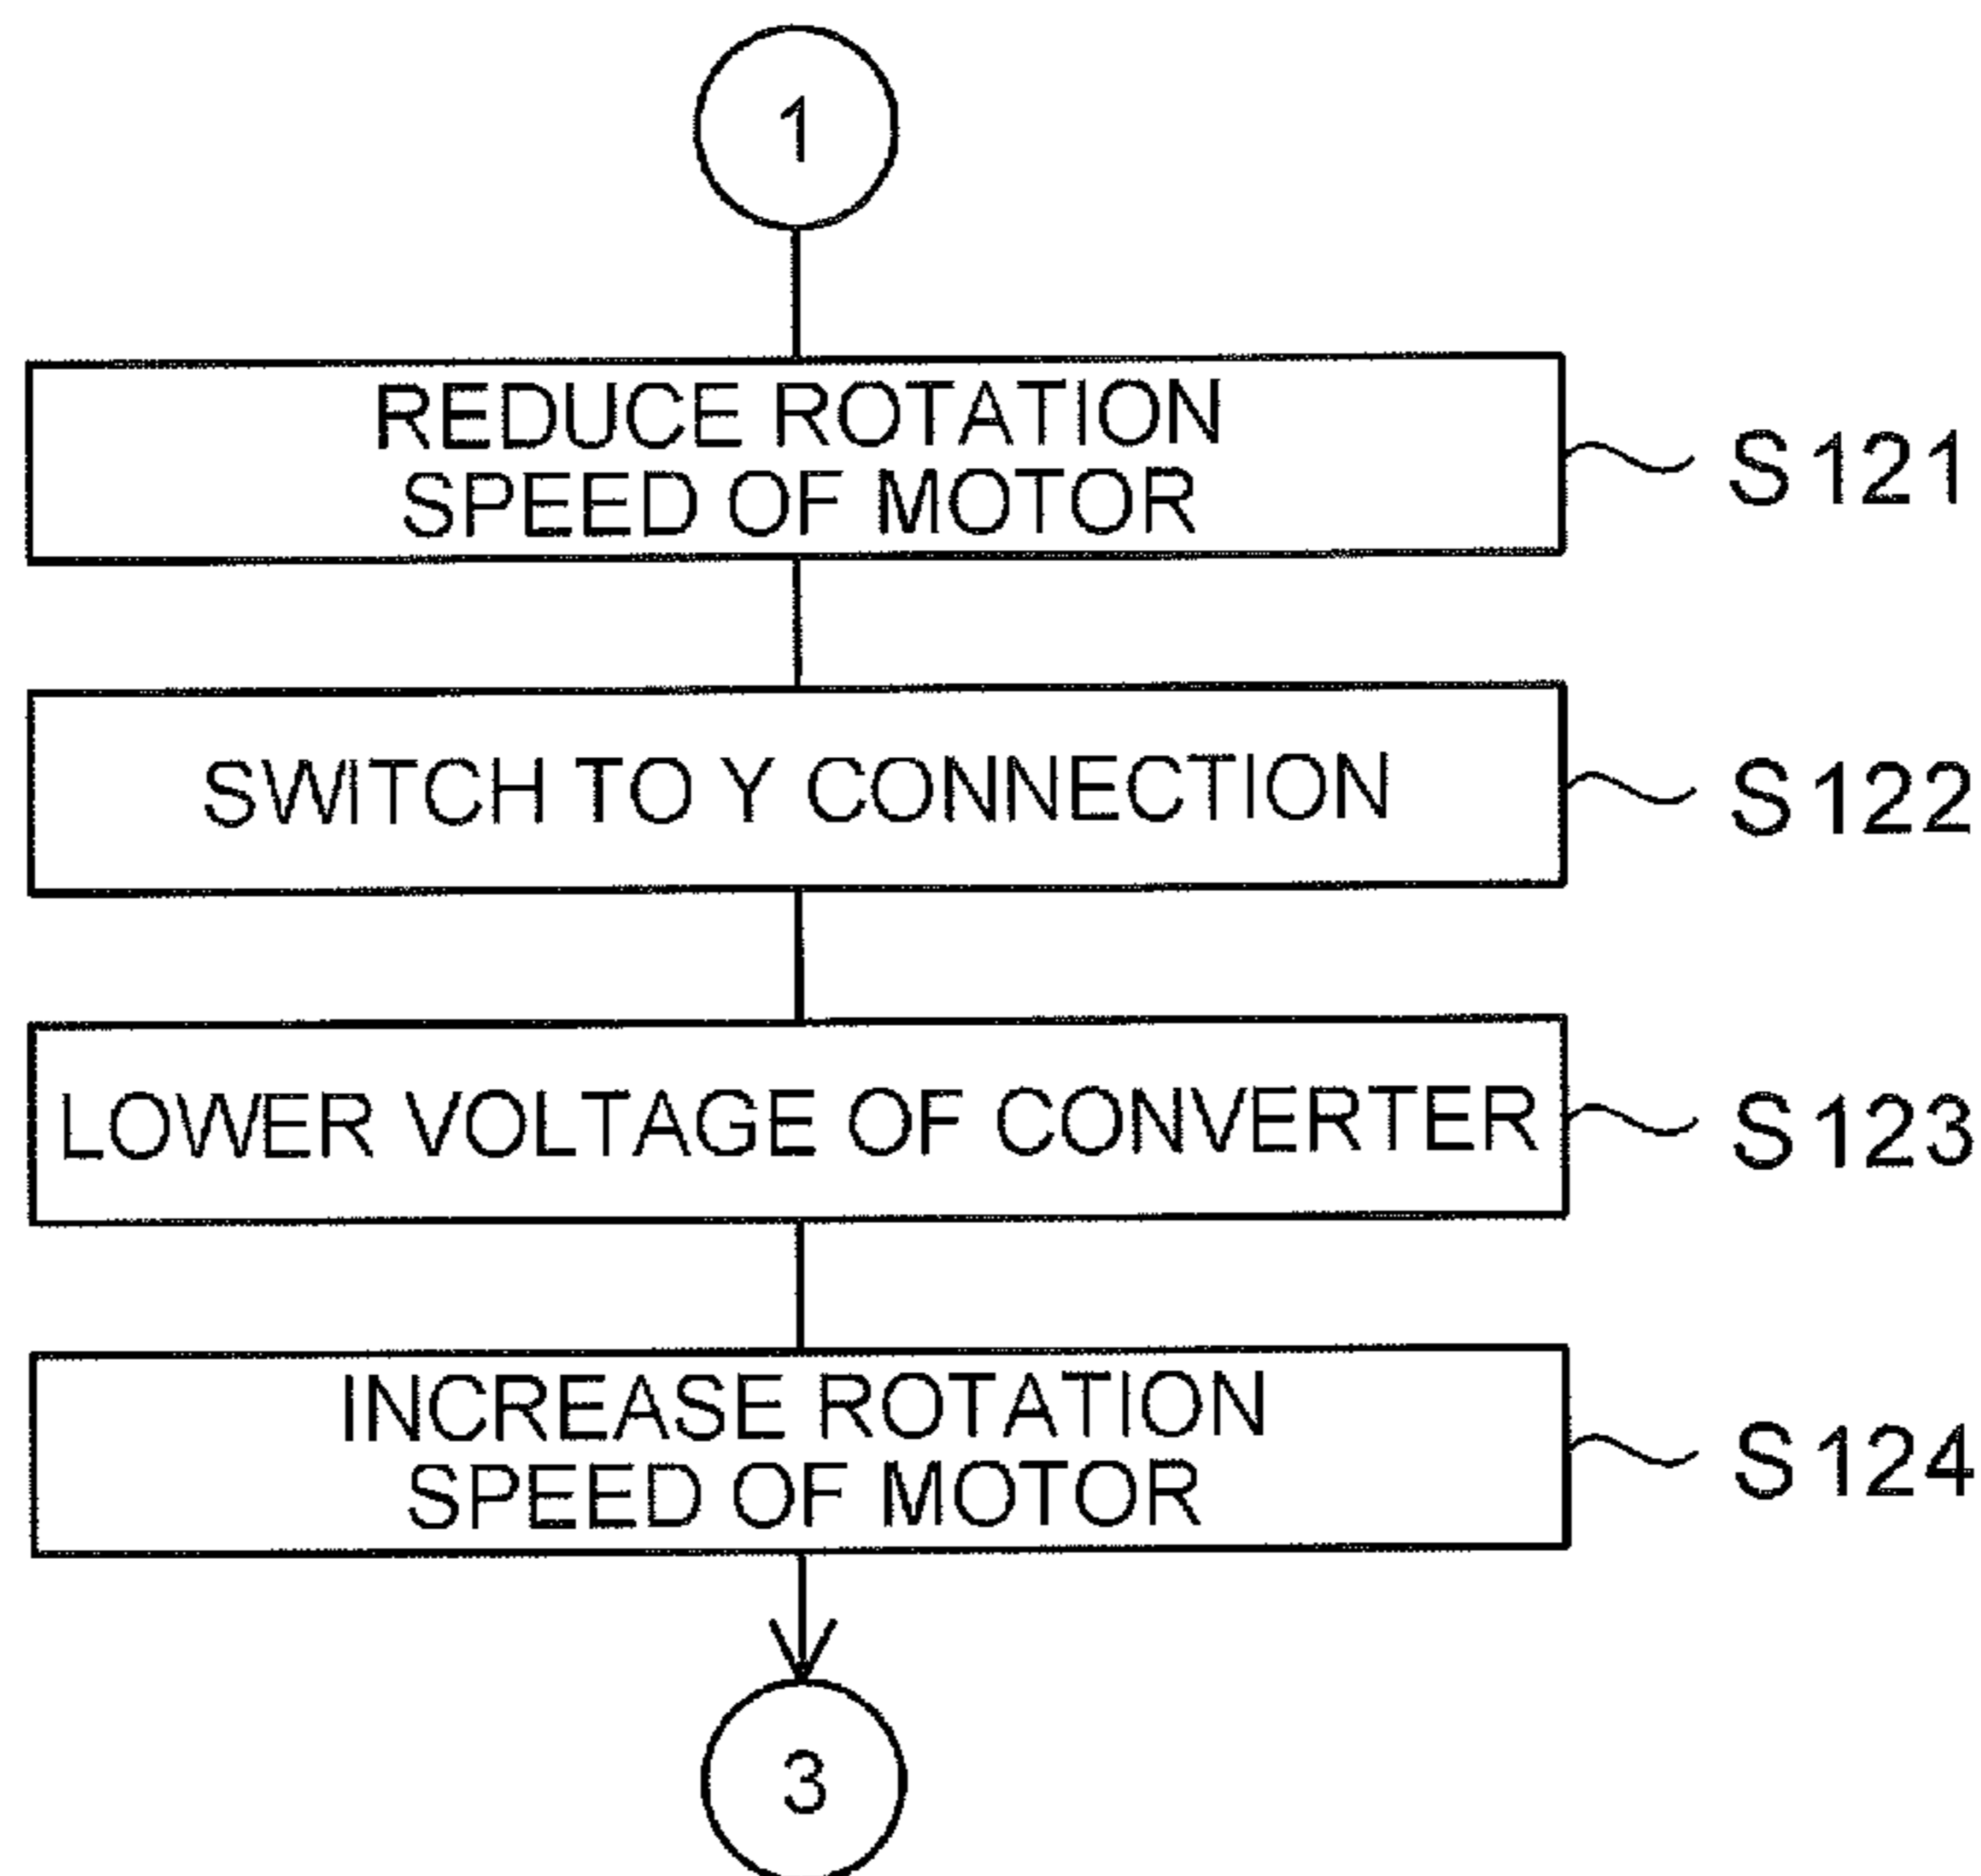 1
REDUCE ROTATION
SPEED OF MOTOR
S121
SWITCH TO Y CONNECTION
S122
LOWER VOLTAGE OF CONVERTER
S123
INCREASE ROTATION
SPEED OF MOTOR
S124
3